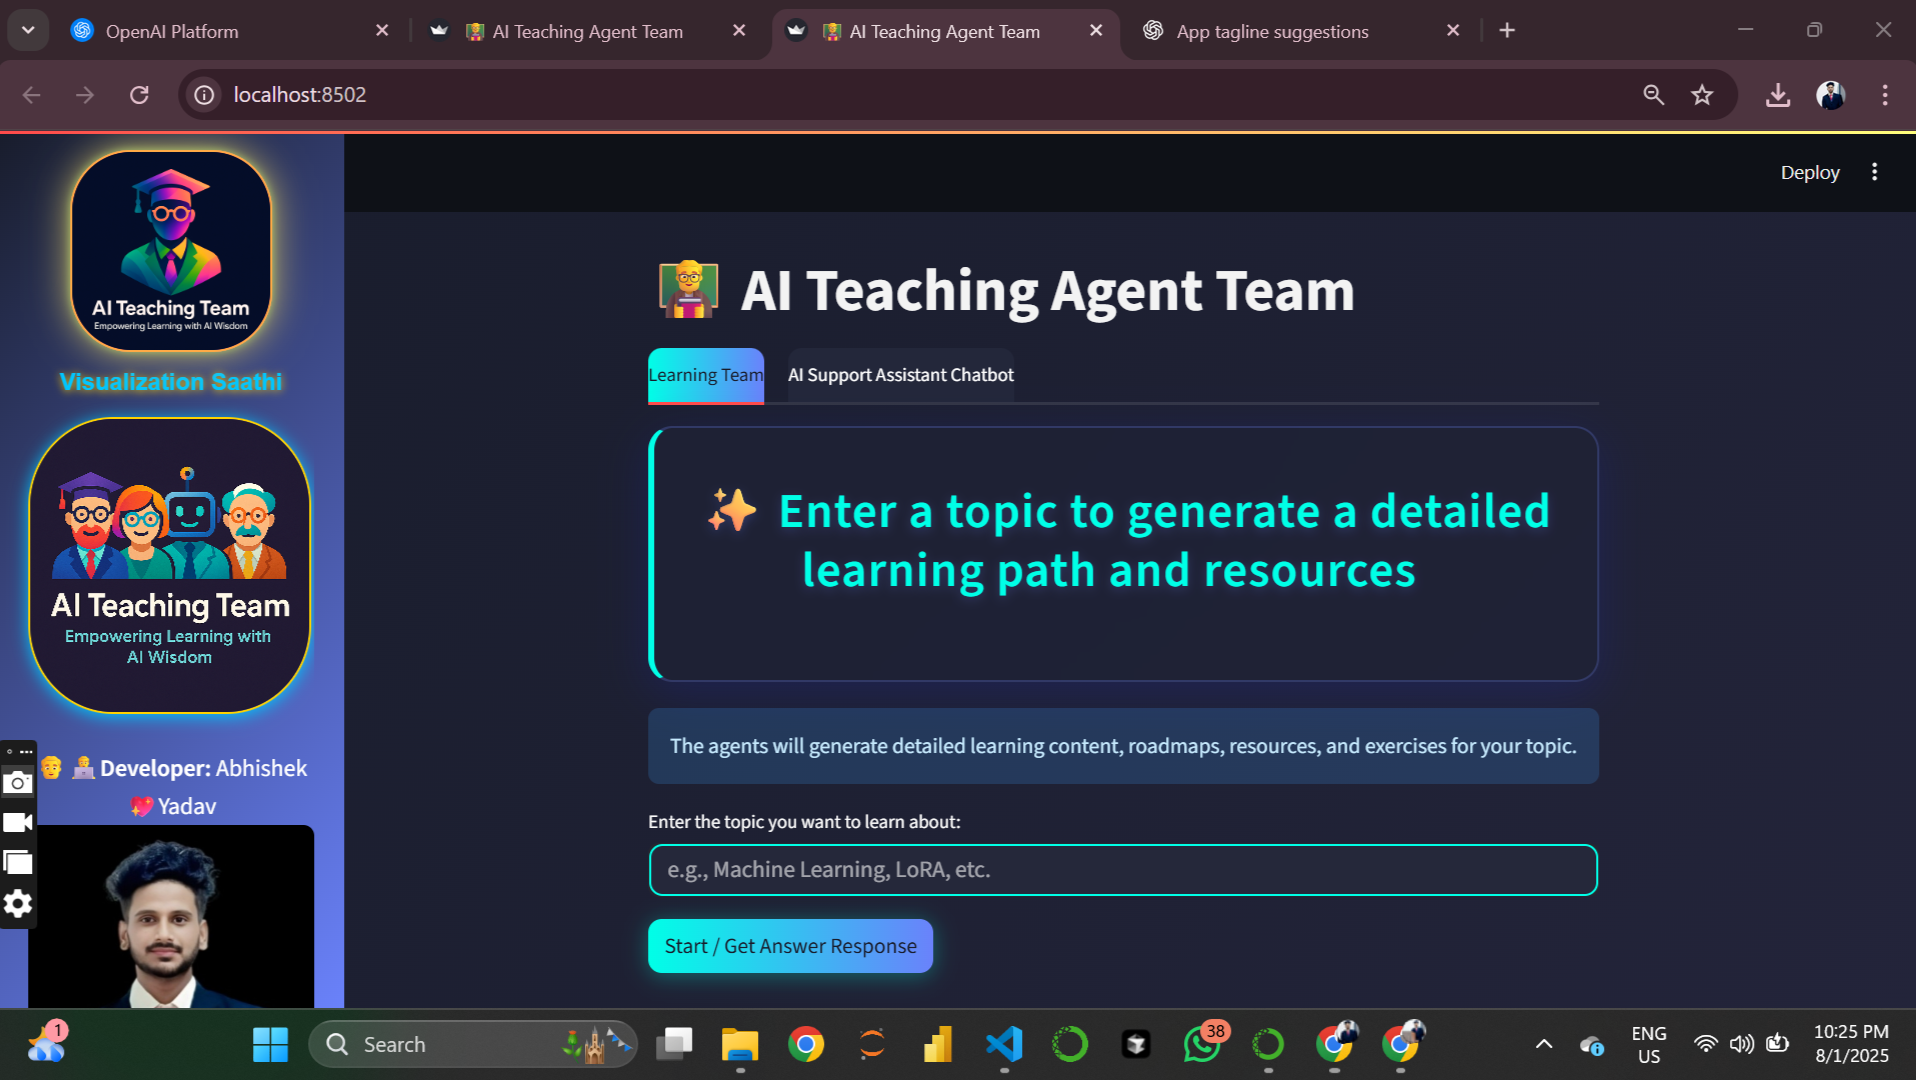 OpenAI Platform
AI Teaching Agent Team
AI Teaching Agent Team
App tagline suggestions
localhost:8502
Deploy
AI Teaching Team
Empowering Learning with AI Wisdom
Visualization Saathi
AI Teaching Team
Empowering Learning with
AI Wisdom
Developer: Abhishek
Yadav
AI Teaching Agent Team
Learning Team
AI Support Assistant Chatbot
Enter a topic to generate a detailed
learning path and resources
The agents will generate detailed learning content, roadmaps, resources, and exercises for your topic.
Enter the topic you want to learn about:
e.g., Machine Learning, LoRA, etc.
Start / Get Answer Response
1
Search
38
ENG
US
10:25 PM
8/1/2025